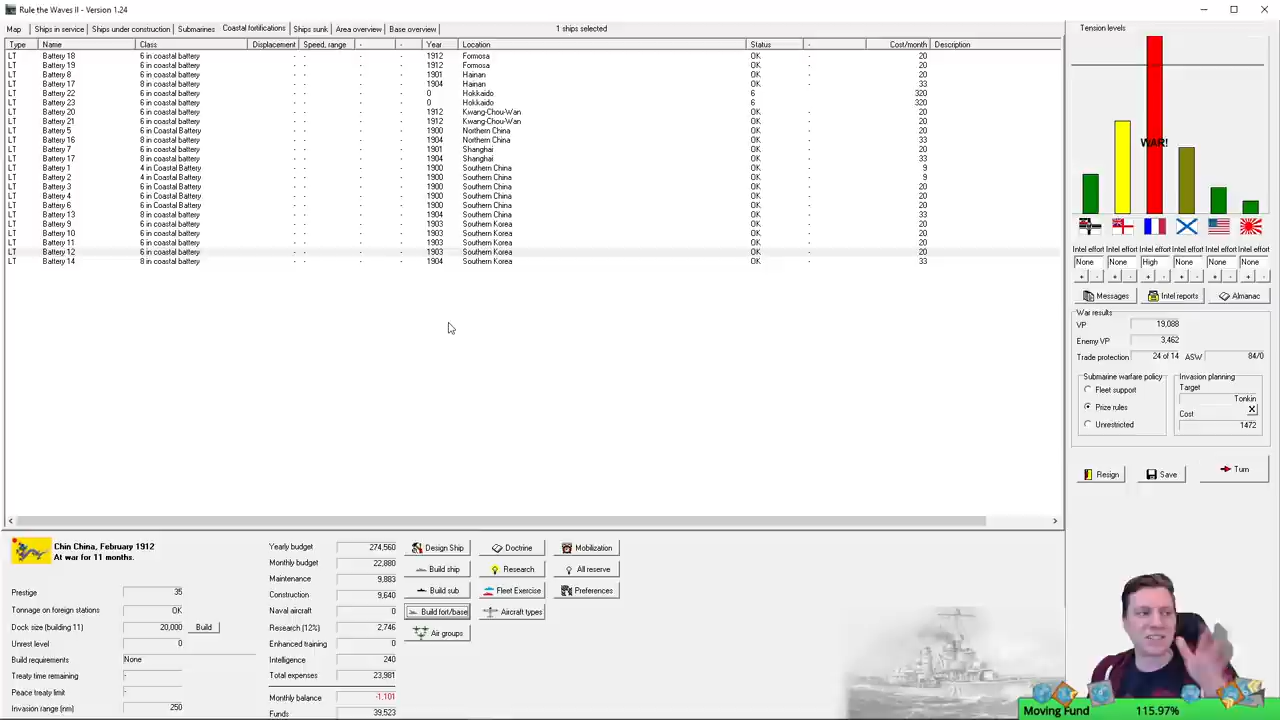 Rule the Waves II - Version 1.24
Map Ships in service Ships under construction Submarines Coastal fortifications Ships sunk Area overview Base overview 1 ships selected
Type Name Class Displacement Speed, range - - Year Location Status - Cost/month Description
LT Battery 18 6 in coastal battery - - - - 1912 Formosa OK - 20
LT Battery 19 6 in coastal battery - - - - 1912 Formosa OK 20
LT Battery 8 6 in coastal battery - - - - 1901 Hainan OK - 20
LT Battery 17 8 in coastal battery - - - - 1904 Hainan OK - 33
LT Battery 22 6 in coastal battery - - - - 0 Hokkaido 6 320
LT Battery 23 6 in coastal battery - - - - 0 Hokkaido 6 320
LT Battery 20 6 in coastal battery - - - - 1912 Kwang-Chou-Wan OK - 20
LT Battery 21 6 in coastal battery - - - - 1912 Kwang-Chou-Wan OK - 20
LT Battery 5 6 in Coastal Battery - - - - 1900 Northern China OK - 20
LT Battery 16 8 in coastal battery - - - - 1904 Northern China OK - 33
LT Battery 7 6 in coastal battery - - - - 1901 Shanghai OK - 20
LT Battery 17 8 in coastal battery - - - - 1904 Shanghai OK - 33
LT Battery 1 4 in Coastal Battery - - - - 1900 Southern China OK - 9
LT Battery 2 4 in Coastal Battery - - - - 1900 Southern China OK - 9
LT Battery 3 6 in Coastal Battery - - - - 1900 Southern China OK - 20
LT Battery 4 6 in Coastal Battery - - - - 1900 Southern China OK - 20
LT Battery 6 6 in Coastal Battery - - - - 1900 Southern China OK - 20
LT Battery 13 8 in coastal battery - - - - 1904 Southern China OK - 33
LT Battery 9 6 in coastal battery - - - - 1903 Southern Korea OK - 20
LT Battery 10 6 in coastal battery - - - - 1903 Southern Korea OK - 20
LT Battery 11 6 in coastal battery - - - - 1903 Southern Korea OK - 20
LT Battery 12 6 in coastal battery - - - - 1903 Southern Korea OK - 20
LT Battery 14 8 in coastal battery - - - - 1904 Southern Korea OK - 33
Tension levels
WAR!
Intel effort Intel effort Intel effort Intel effort Intel effort Intel effort
None None High None None None
+ - + - + - + - + - + -
Messages Intel reports Almanac
War results
VP 19,088
Enemy VP 3,462
Trade protection 24 of 14 ASW 84/0
Submarine warfare policy
Fleet support
Prize rules
Unrestricted
Invasion planning
Target
Tonkin
Cost X
1472
Resign Save Turn
Chin China, February 1912
At war for 11 months.
Prestige 35
Tonnage on foreign stations OK
Dock size (building 11) 20,000 Build
Unrest level 0
Build requirements None
Treaty time remaining -
Peace treaty limit -
Invasion range (nm) 250
Yearly budget 274,560
Monthly budget 22,880
Maintenance 9,883
Construction 9,640
Naval aircraft 0
Research (12%) 2,746
Enhanced training 0
Intelligence 240
Total expenses 23,981
Monthly balance -1,101
Funds 39,523
Design Ship Doctrine Mobilization
Build ship Research All reserve
Build sub Fleet Exercise Preferences
Build fort/base Aircraft types
Air groups
Moving Fund 115.97%